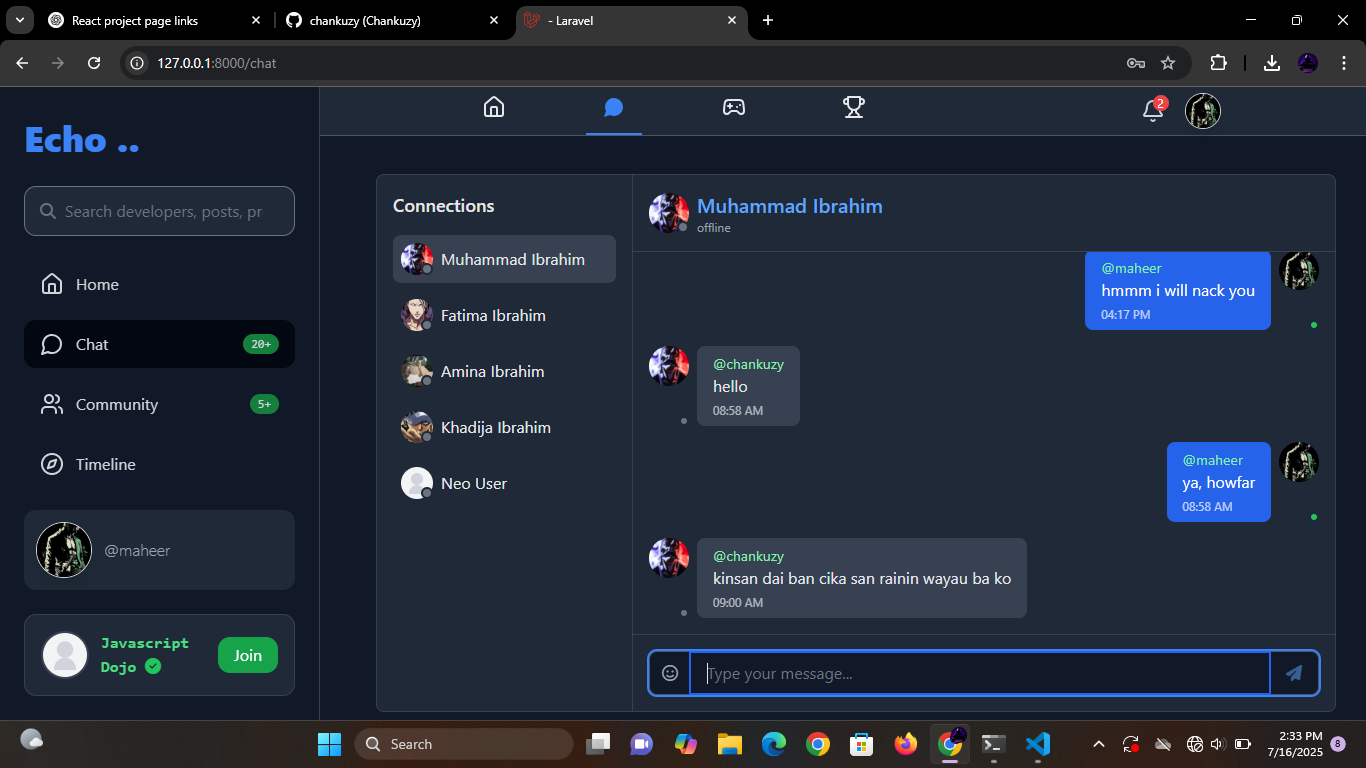 React project page links
chankuzy (Chankuzy)
- Laravel
127.0.0.1:8000/chat
Echo ..
Search developers, posts, pr
Home
Chat
20+
Community
5+
Timeline
@maheer
Javascript
Dojo
Join
2
Connections
Muhammad Ibrahim
Fatima Ibrahim
Amina Ibrahim
Khadija Ibrahim
Neo User
Muhammad Ibrahim
offline
@maheer
hmmm i will nack you
04:17 PM
@chankuzy
hello
08:58 AM
@maheer
ya, howfar
08:58 AM
@chankuzy
kinsan dai ban cika san rainin wayau ba ko
09:00 AM
Type your message...
Search
2:33 PM
7/16/2025
8